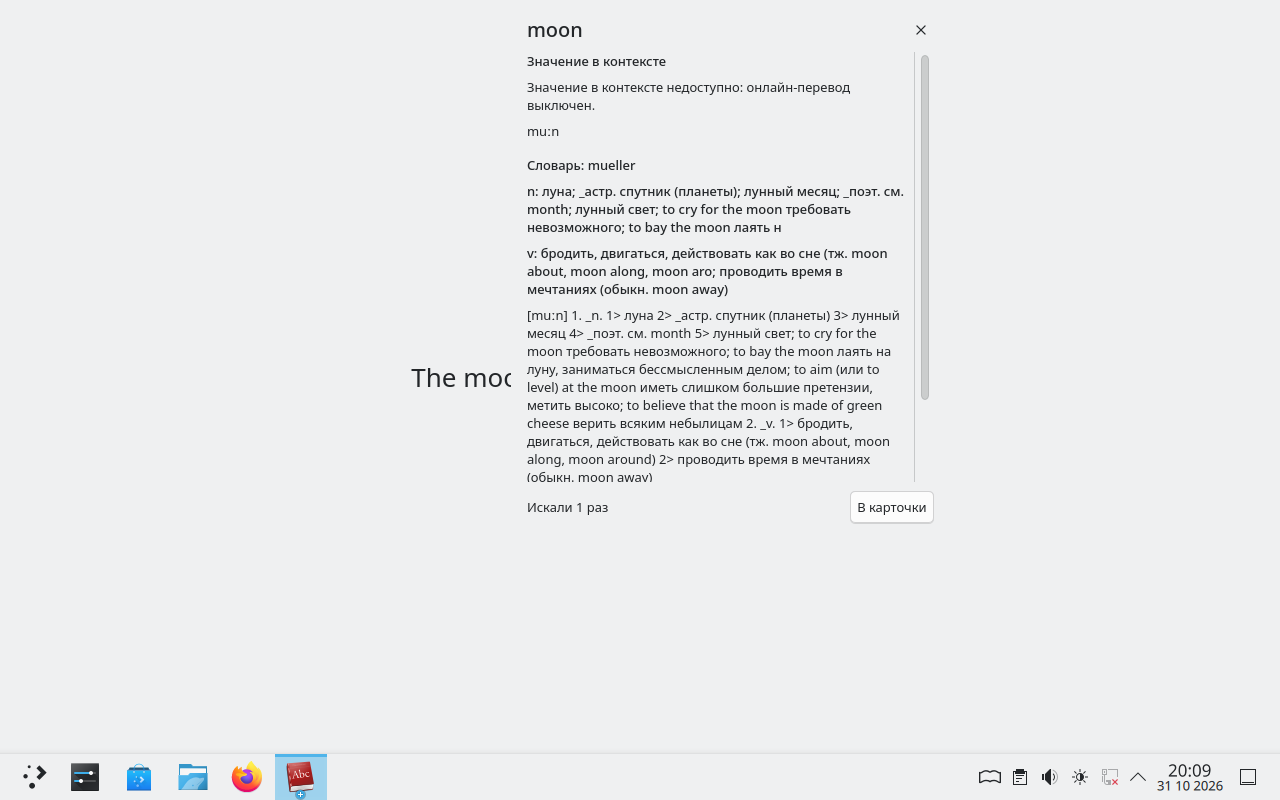 moon
Значение в контексте
Значение в контексте недоступно: онлайн-перевод
выключен.
mu:n
Словарь: mueller
n: луна; _астр. спутник (планеты); лунный месяц; _поэт. см.
month; лунный свет; to cry for the moon требовать
невозможного; to bay the moon лаять н
v: бродить, двигаться, действовать как во сне (тж. moon
about, moon along, moon aro; проводить время в
мечтаниях (обыкн. moon away)
[mu:n] 1. _n. 1> луна 2> _астр. спутник (планеты) 3> лунный
месяц 4> _поэт. см. month 5> лунный свет; to cry for the
moon требовать невозможного; to bay the moon лаять на
луну, заниматься бессмысленным делом; to aim (или to
level) at the moon иметь слишком большие претензии,
метить высоко; to believe that the moon is made of green
cheese верить всяким небылицам 2. _v. 1> бродить,
двигаться, действовать как во сне (тж. moon about, moon
along, moon around) 2> проводить время в мечтаниях
(обыкн. moon away)
The moo
Искали 1 раз
В карточки
Abc
20:09
31 10 2026